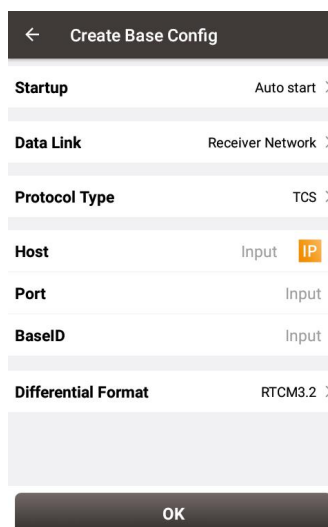 Create Base Config
Startup Auto start
Data Link Receiver Network
Protocol Type TCS
Host Input IP
Port Input
BaseID Input
Differential Format RTCM3.2
OK